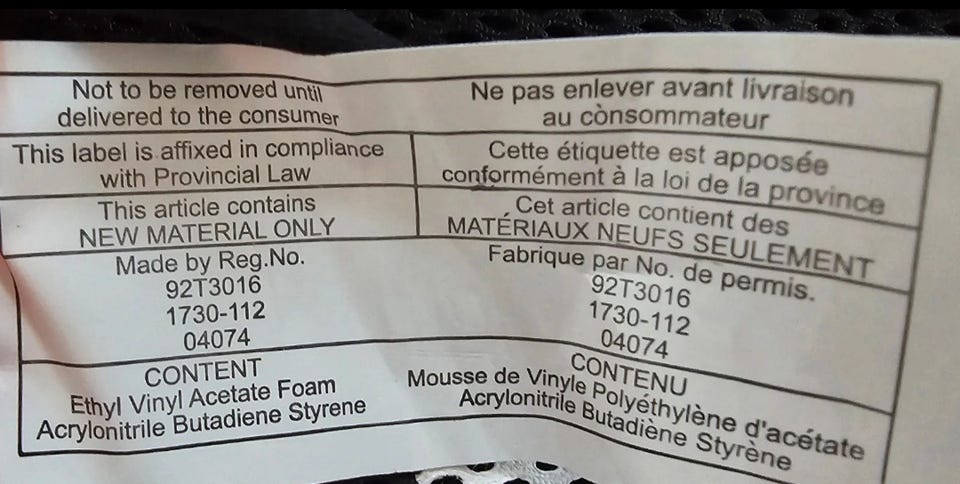 Not to be removed until
delivered to the consumer
Ne pas enlever avant livraison
au cònsommateur
This label is affixed in compliance
with Provincial Law
Cette étiquette est apposée
conformément à la loi de la province
This article contains
NEW MATERIAL ONLY
Cet article contient des
MATÉRIAUX NEUFS SEULEMENT
Made by Reg.No.
92T3016
1730-112
04074
Fabrique par No. de permis.
92T3016
1730-112
04074
CONTENT
Ethyl Vinyl Acetate Foam
Acrylonitrile Butadiene Styrene
CONTENU
Mousse de Vinyle Polyéthylène d'acétate
Acrylonitrile Butadiène Styrène